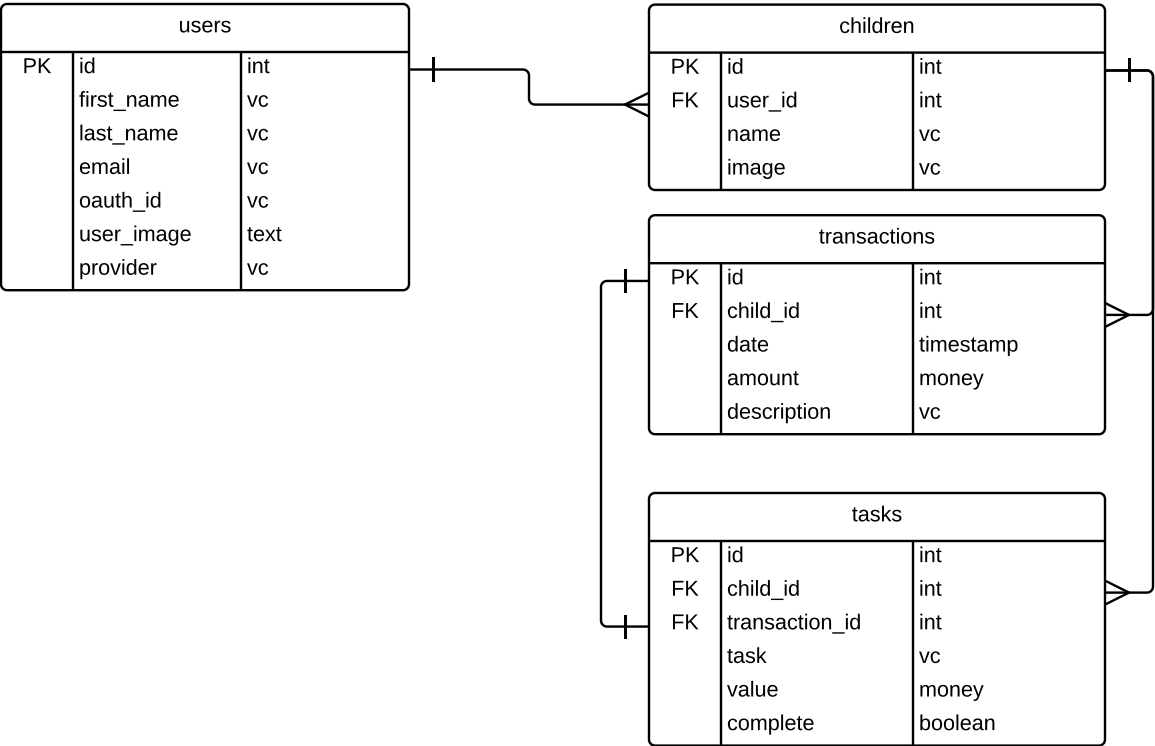 users
PK id int
first_name vc
last_name vc
email vc
oauth_id vc
user_image text
provider vc
children
PK id int
FK user_id int
name vc
image vc
transactions
PK id int
FK child_id int
date timestamp
amount money
description vc
tasks
PK id int
FK child_id int
FK transaction_id int
task vc
value money
complete boolean